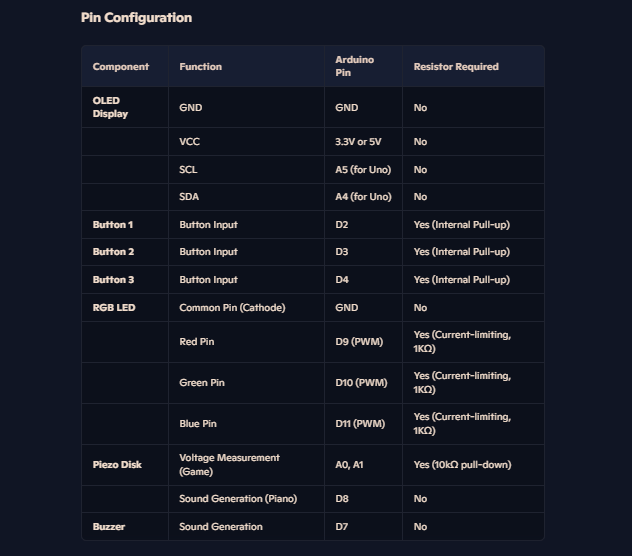 Pin Configuration
Component Function Arduino Pin Resistor Required
OLED Display GND GND No
VCC 3.3V or 5V No
SCL A5 (for Uno) No
SDA A4 (for Uno) No
Button 1 Button Input D2 Yes (Internal Pull-up)
Button 2 Button Input D3 Yes (Internal Pull-up)
Button 3 Button Input D4 Yes (Internal Pull-up)
RGB LED Common Pin (Cathode) GND No
Red Pin D9 (PWM) Yes (Current-limiting, 1KΩ)
Green Pin D10 (PWM) Yes (Current-limiting, 1KΩ)
Blue Pin D11 (PWM) Yes (Current-limiting, 1KΩ)
Piezo Disk Voltage Measurement (Game) A0, A1 Yes (10kΩ pull-down)
Sound Generation (Piano) D8 No
Buzzer Sound Generation D7 No